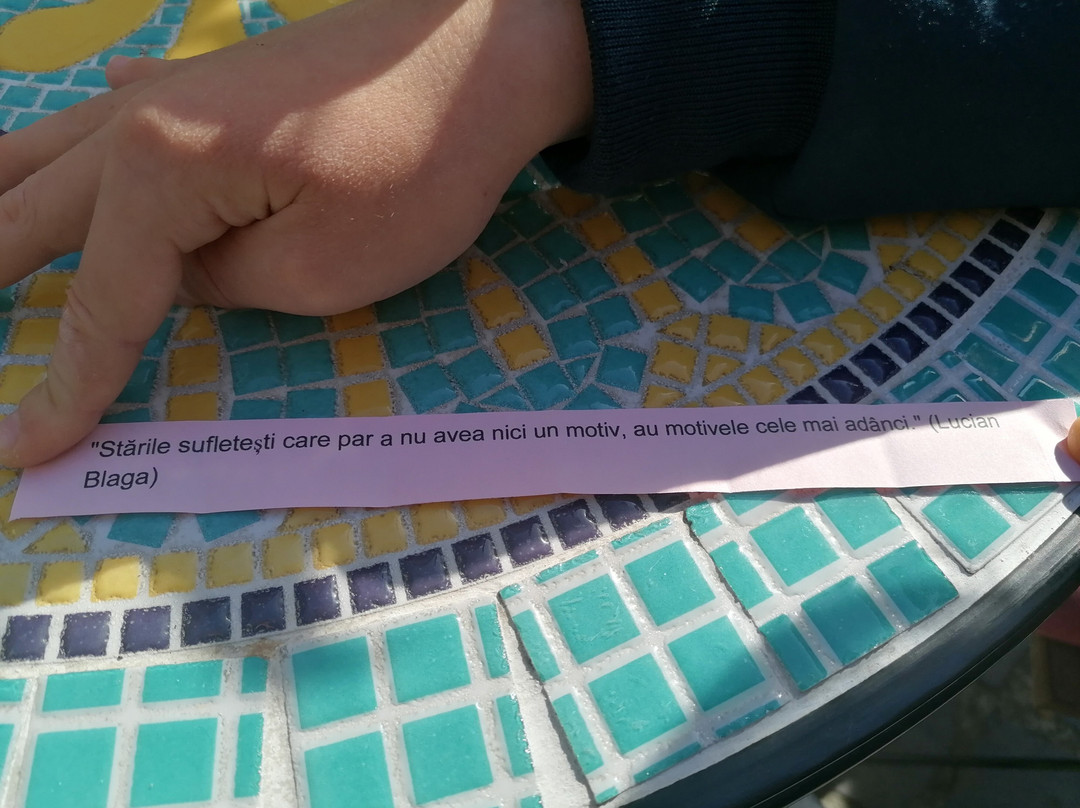 "Stările sufletești care par a nu avea nici un motiv, au motivele cele mai adânci." (Lucian
Blaga)